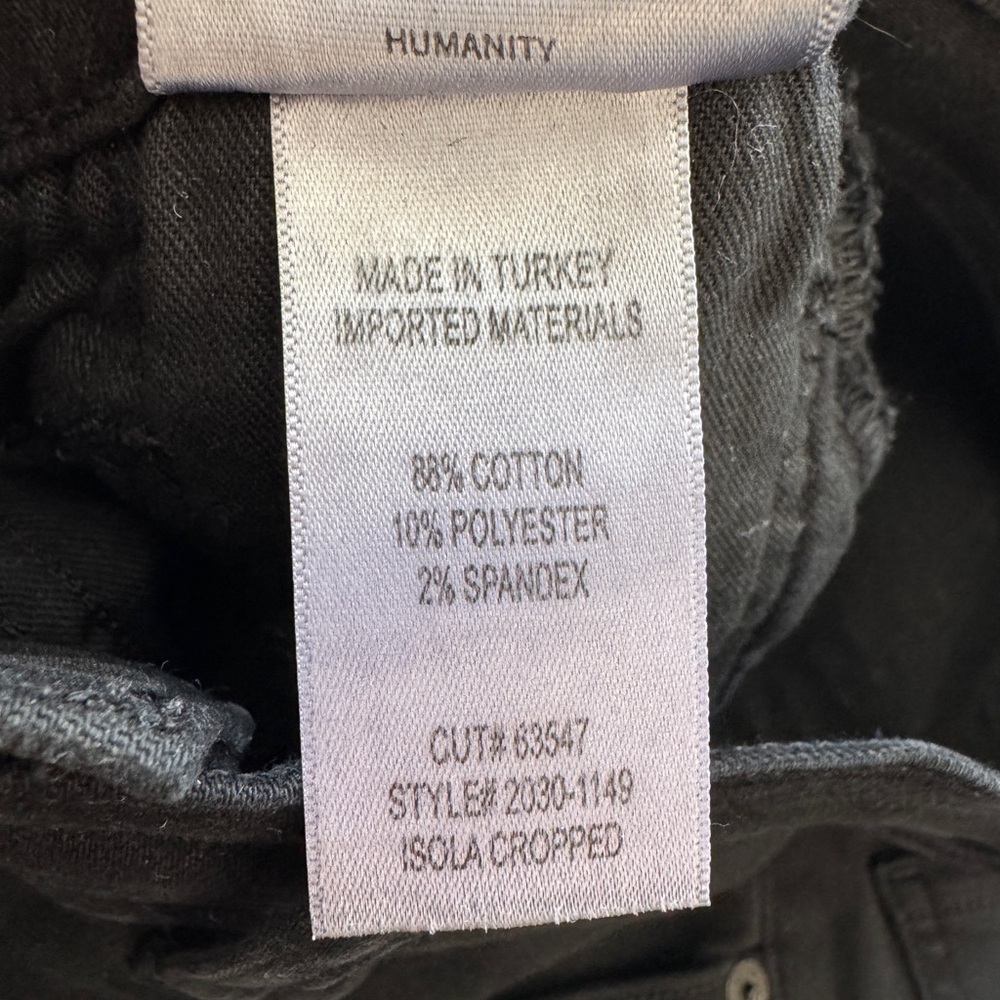 HUMANITY
MADE IN TURKEY
IMPORTED MATERIALS
88% COTTON
10% POLYESTER
2% SPANDEX
CUT# 63547
STYLE# 2030-1149
ISOLA CROPPED